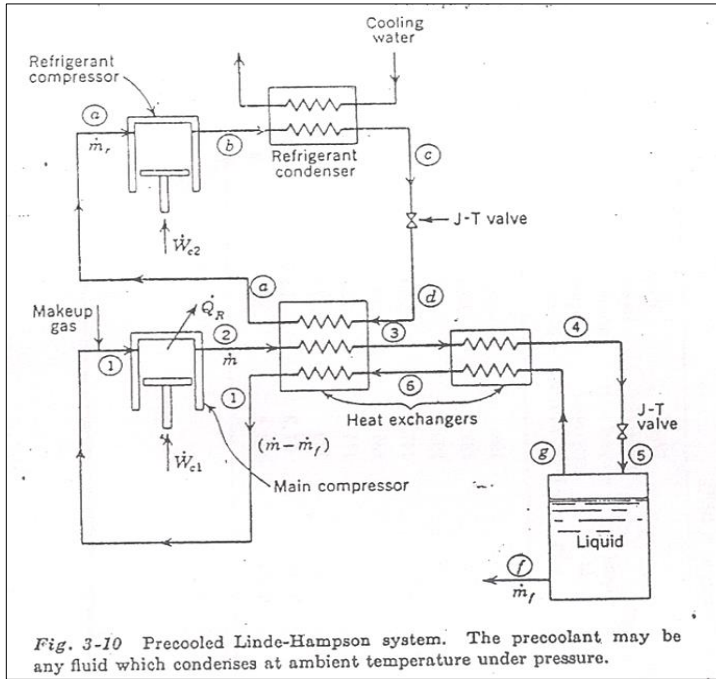 Cooling
water
Refrigerant
compressor
a
ṁr
b
Refrigerant
condenser
c
J-T valve
Ẇc2
a
d
Makeup
gas
Q̇R
1
2
ṁ
3
4
1
6
Heat exchangers
J-T
valve
(ṁ – ṁf)
g
5
Ẇc1
Main compressor
Liquid
f
ṁf
Fig. 3-10 Precooled Linde-Hampson system. The precoolant may be
any fluid which condenses at ambient temperature under pressure.